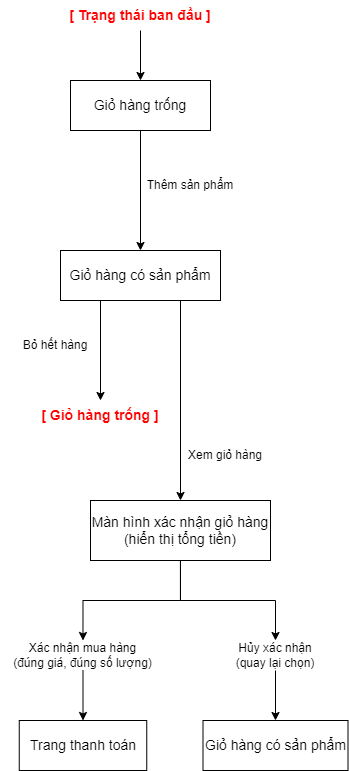 [ Trạng thái ban đầu ]
Giỏ hàng trống
Thêm sản phẩm
Giỏ hàng có sản phẩm
Bỏ hết hàng
[ Giỏ hàng trống ]
Xem giỏ hàng
Màn hình xác nhận giỏ hàng
(hiển thị tổng tiền)
Xác nhận mua hàng
(đúng giá, đúng số lượng)
Hủy xác nhận
(quay lại chọn)
Trang thanh toán
Giỏ hàng có sản phẩm